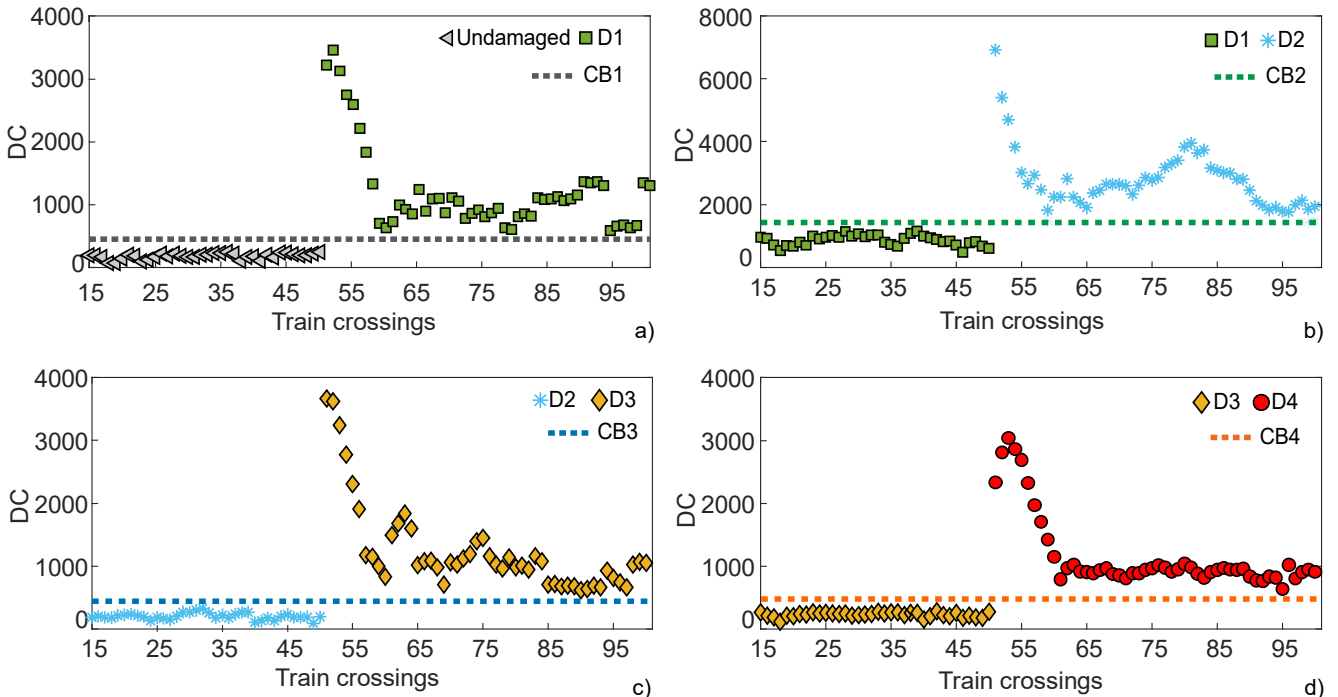 4000
3000
2000
1000
0
DC
Undamaged D1
CB1
15 25 35 45 55 65 75 85 95
Train crossings
a)
8000
6000
4000
2000
0
DC
D1 D2
CB2
15 25 35 45 55 65 75 85 95
Train crossings
b)
4000
3000
2000
1000
0
DC
D2 D3
CB3
15 25 35 45 55 65 75 85 95
Train crossings
c)
4000
3000
2000
1000
0
DC
D3 D4
CB4
15 25 35 45 55 65 75 85 95
Train crossings
d)